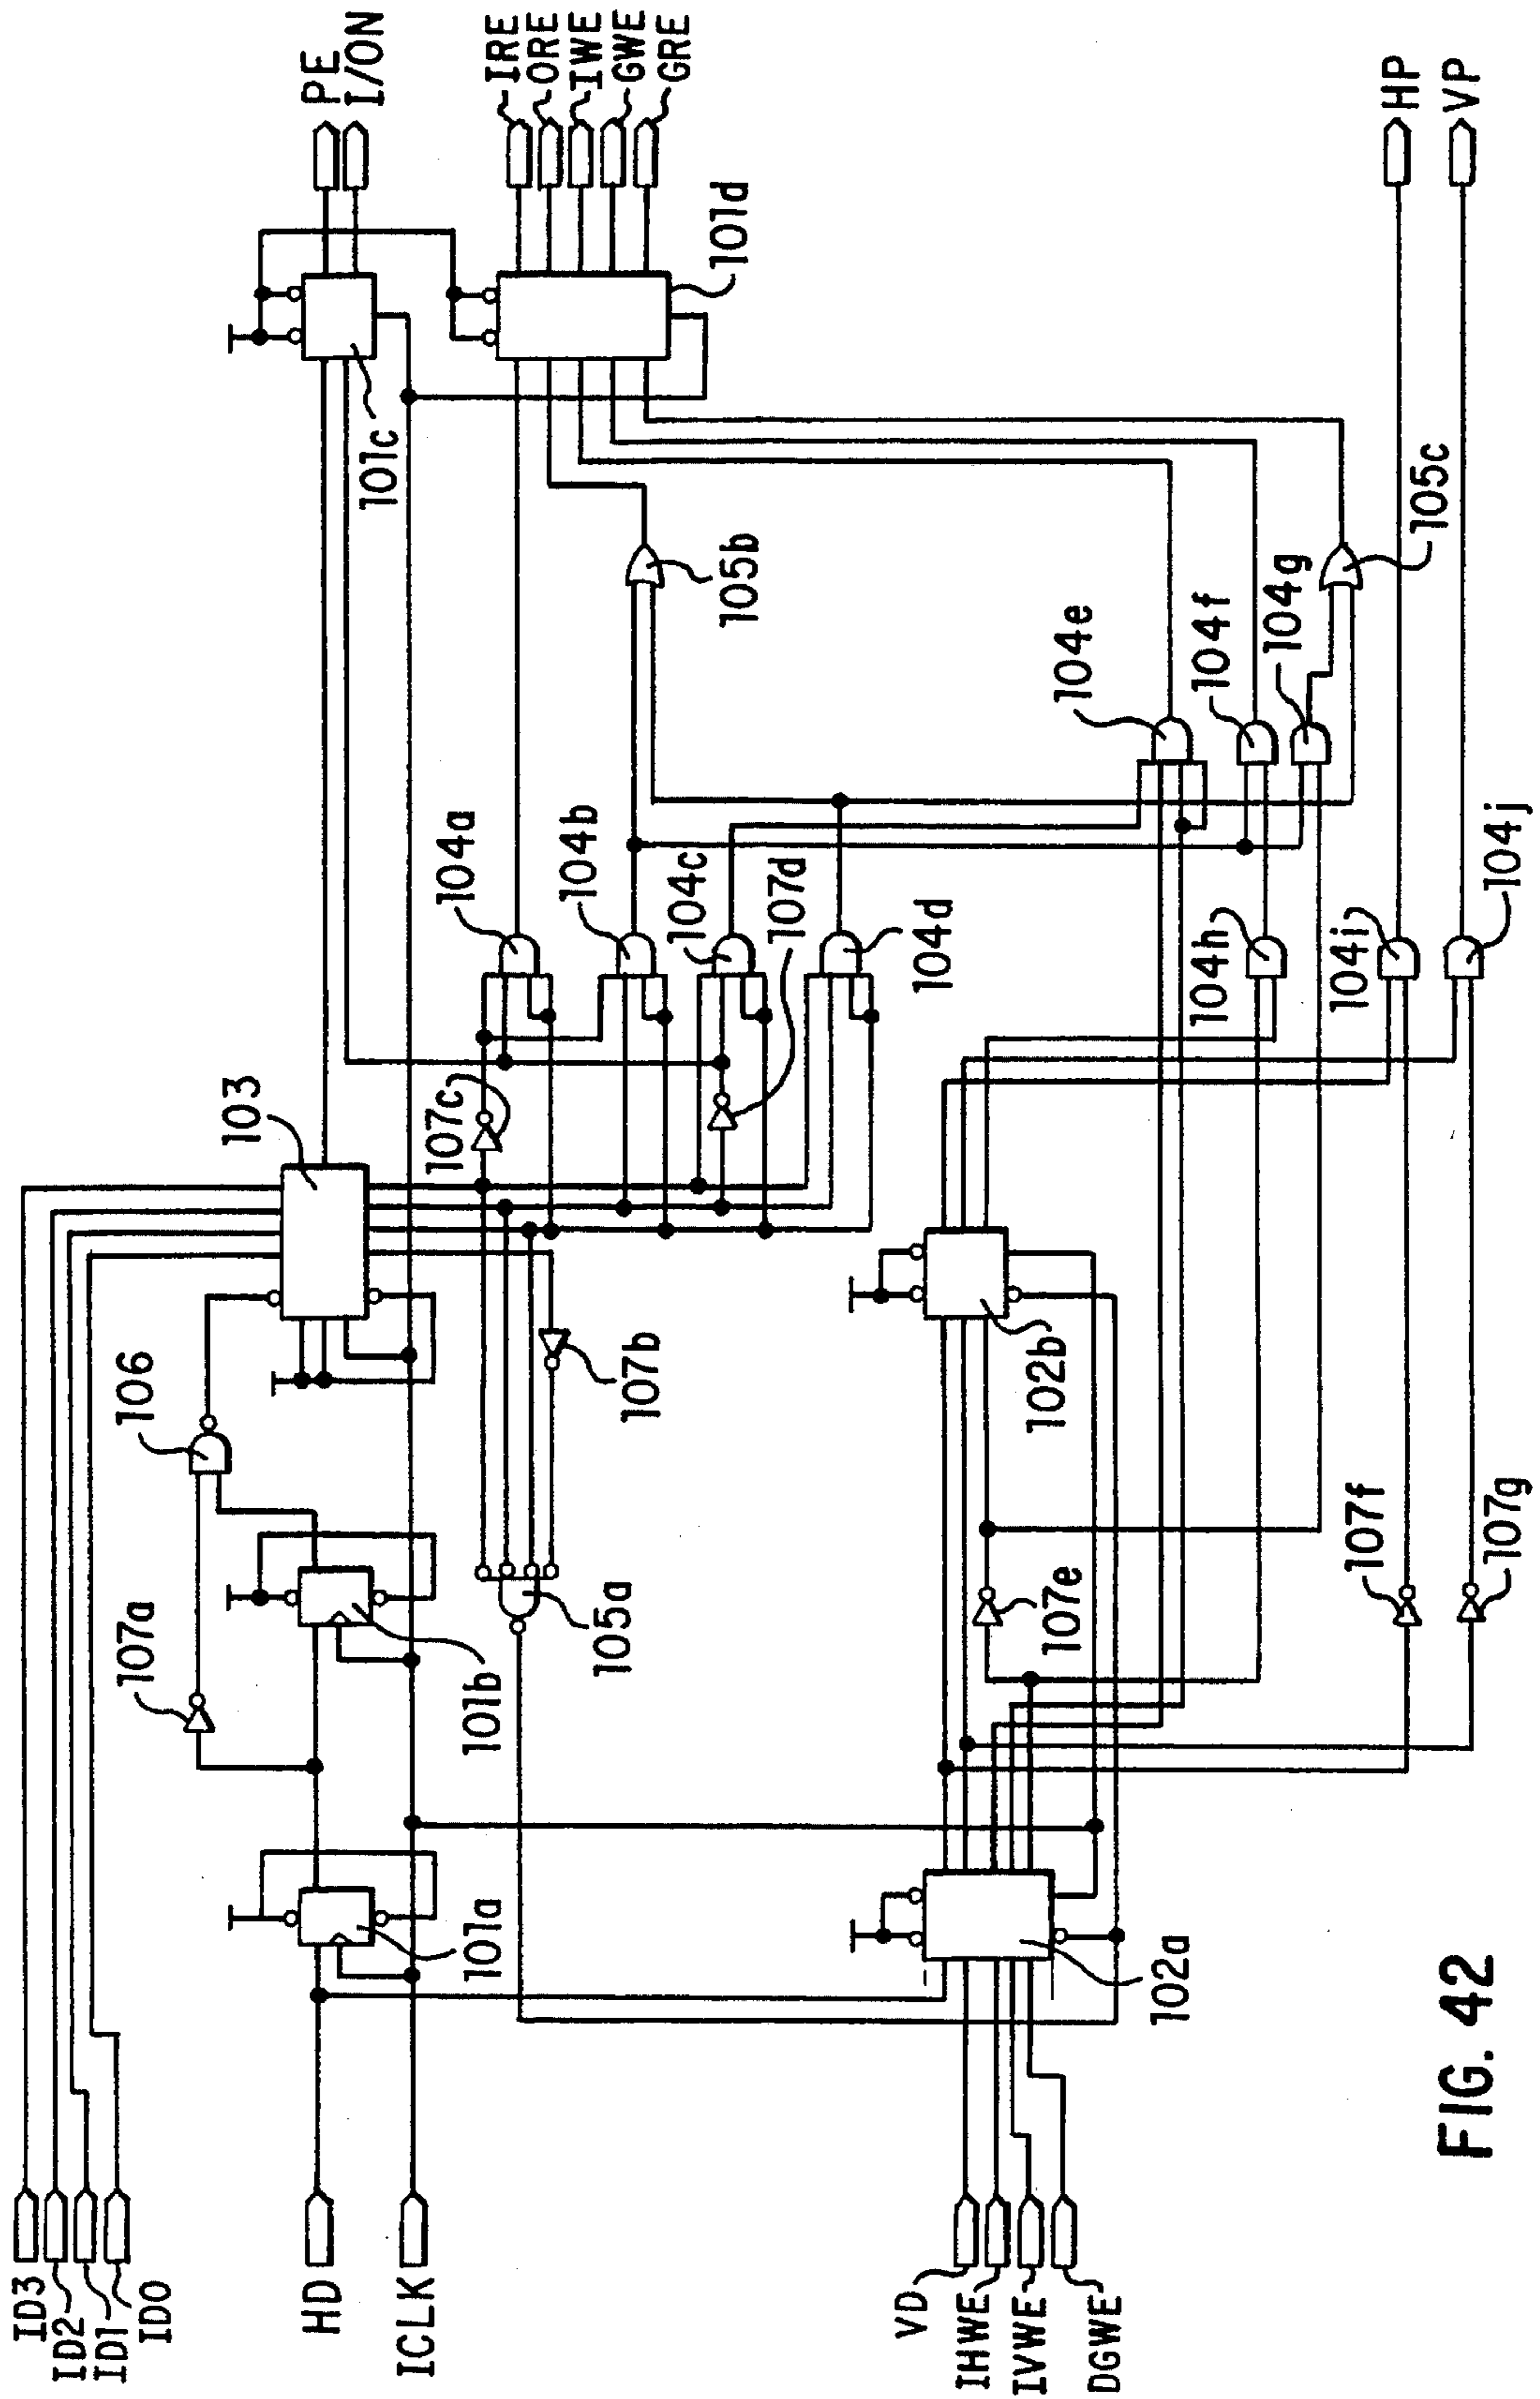 ID3
ID2
ID1
ID0
HD
ICLK
VD
IHWE
IVWE
DGWE
101a
107a
101b
106
103
105a
107b
107c
107d
104a
104b
104c
104d
105b
101c
101d
PE
I/ON
IRE
ORE
IWE
GWE
GRE
102a
107e
102b
107f
107g
104e
104f
104g
104h
104i
104j
105c
HP
VP
FIG. 42